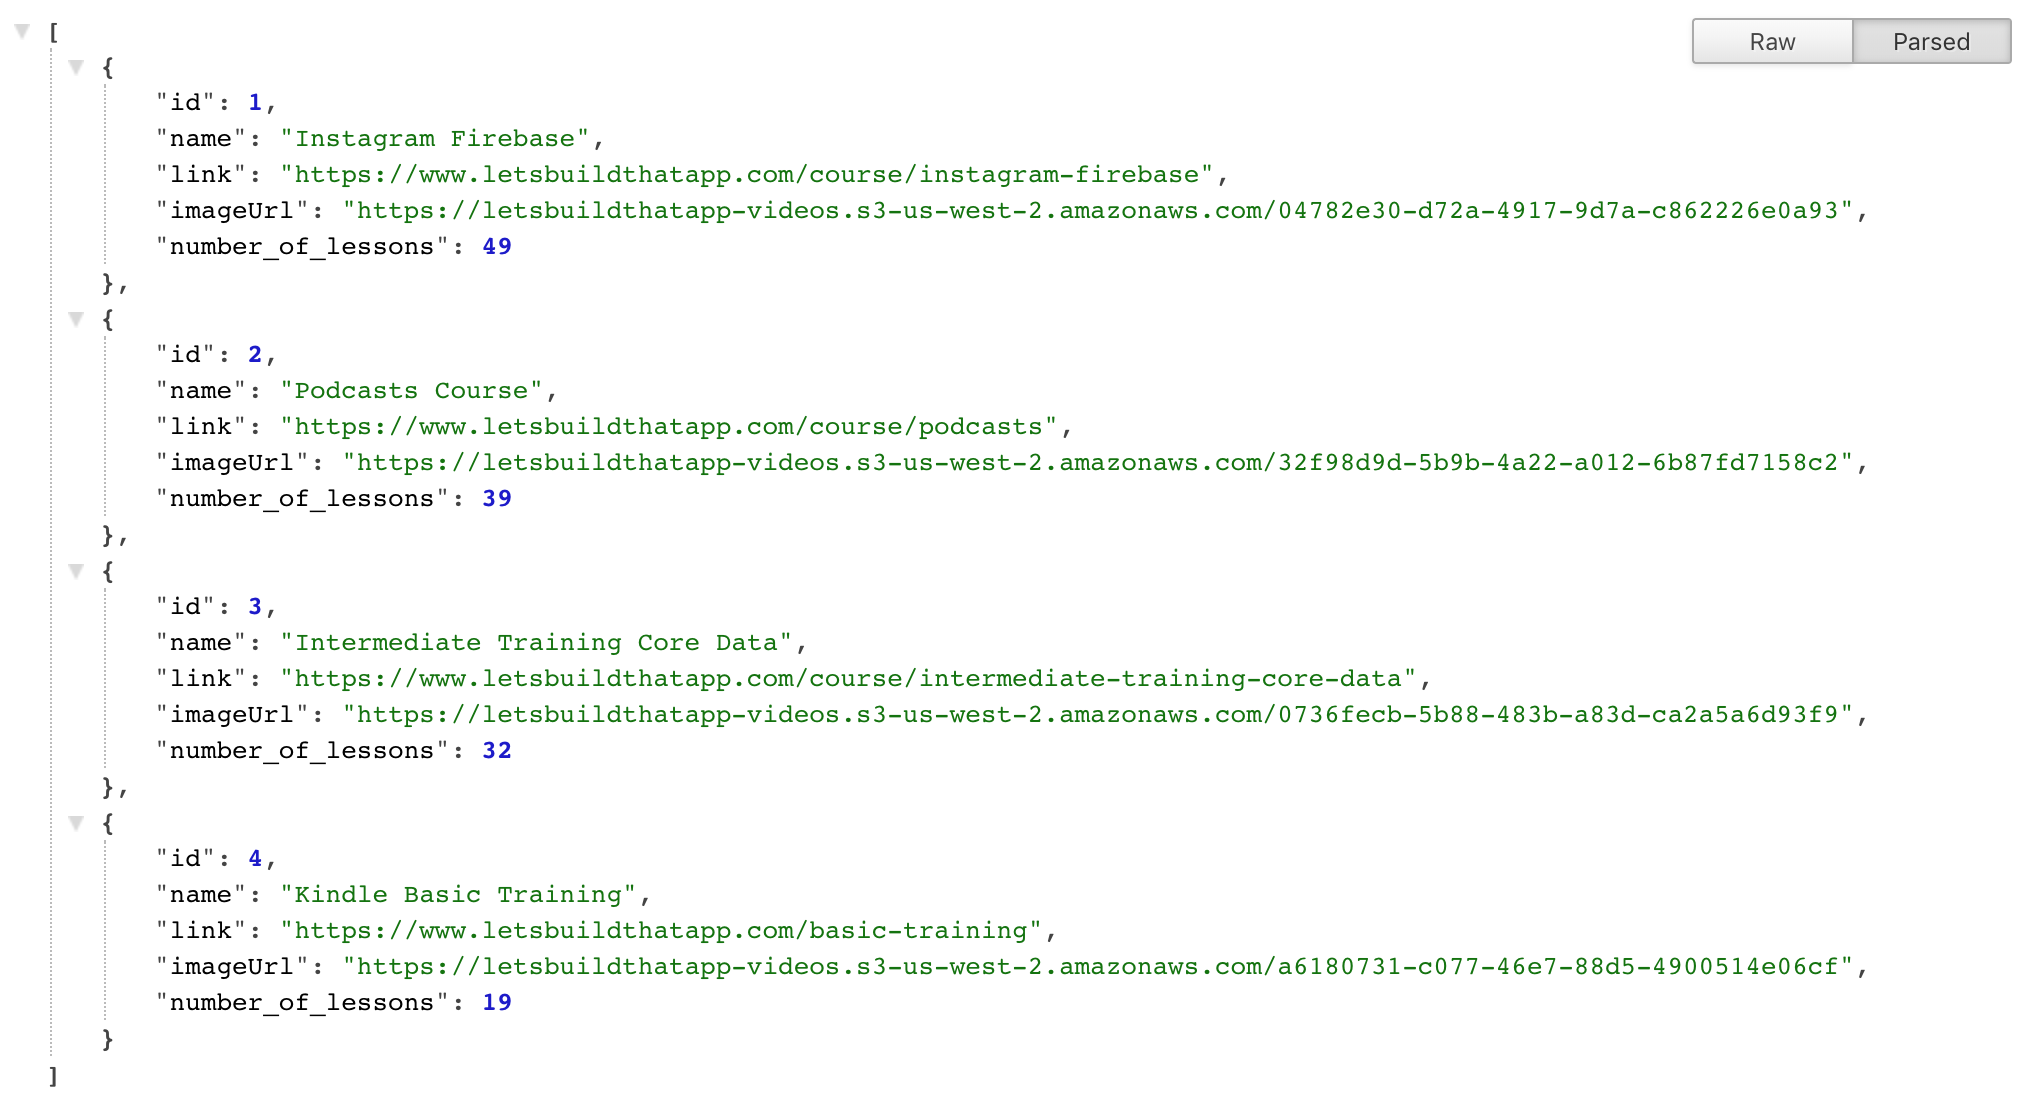 [
Raw Parsed
{
"id": 1,
"name": "Instagram Firebase",
"link": "https://www.letsbuildthatapp.com/course/instagram-firebase",
"imageUrl": "https://letsbuildthatapp-videos.s3-us-west-2.amazonaws.com/04782e30-d72a-4917-9d7a-c862226e0a93",
"number_of_lessons": 49
},
{
"id": 2,
"name": "Podcasts Course",
"link": "https://www.letsbuildthatapp.com/course/podcasts",
"imageUrl": "https://letsbuildthatapp-videos.s3-us-west-2.amazonaws.com/32f98d9d-5b9b-4a22-a012-6b87fd7158c2",
"number_of_lessons": 39
},
{
"id": 3,
"name": "Intermediate Training Core Data",
"link": "https://www.letsbuildthatapp.com/course/intermediate-training-core-data",
"imageUrl": "https://letsbuildthatapp-videos.s3-us-west-2.amazonaws.com/0736fecb-5b88-483b-a83d-ca2a5a6d93f9",
"number_of_lessons": 32
},
{
"id": 4,
"name": "Kindle Basic Training",
"link": "https://www.letsbuildthatapp.com/basic-training",
"imageUrl": "https://letsbuildthatapp-videos.s3-us-west-2.amazonaws.com/a6180731-c077-46e7-88d5-4900514e06cf",
"number_of_lessons": 19
}
]